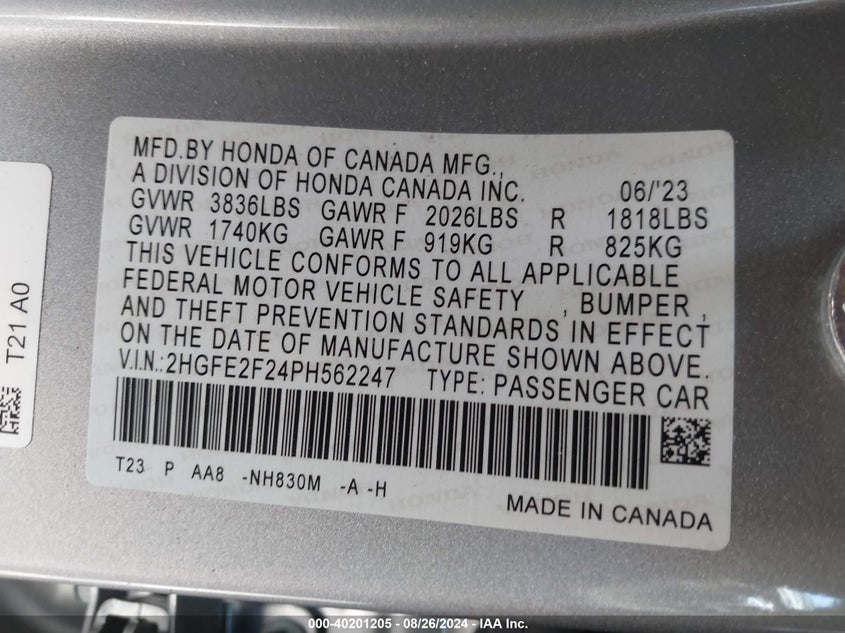 MFD.BY HONDA OF CANADA MFG.,
A DIVISION OF HONDA CANADA INC. 06/'23
GVWR 3836LBS GAWR F 2026LBS R 1818LBS
GVWR 1740KG GAWR F 919KG R 825KG
THIS VEHICLE CONFORMS TO ALL APPLICABLE
FEDERAL MOTOR VEHICLE SAFETY , BUMPER ,
AND THEFT PREVENTION STANDARDS IN EFFECT
ON THE DATE OF MANUFACTURE SHOWN ABOVE.
V.I.N.:2HGFE2F24PH562247 TYPE: PASSENGER CAR
T23 P AA8 -NH830M -A -H
MADE IN CANADA
T21 A0
000-40201205 - 08/26/2024 - IAA Inc.